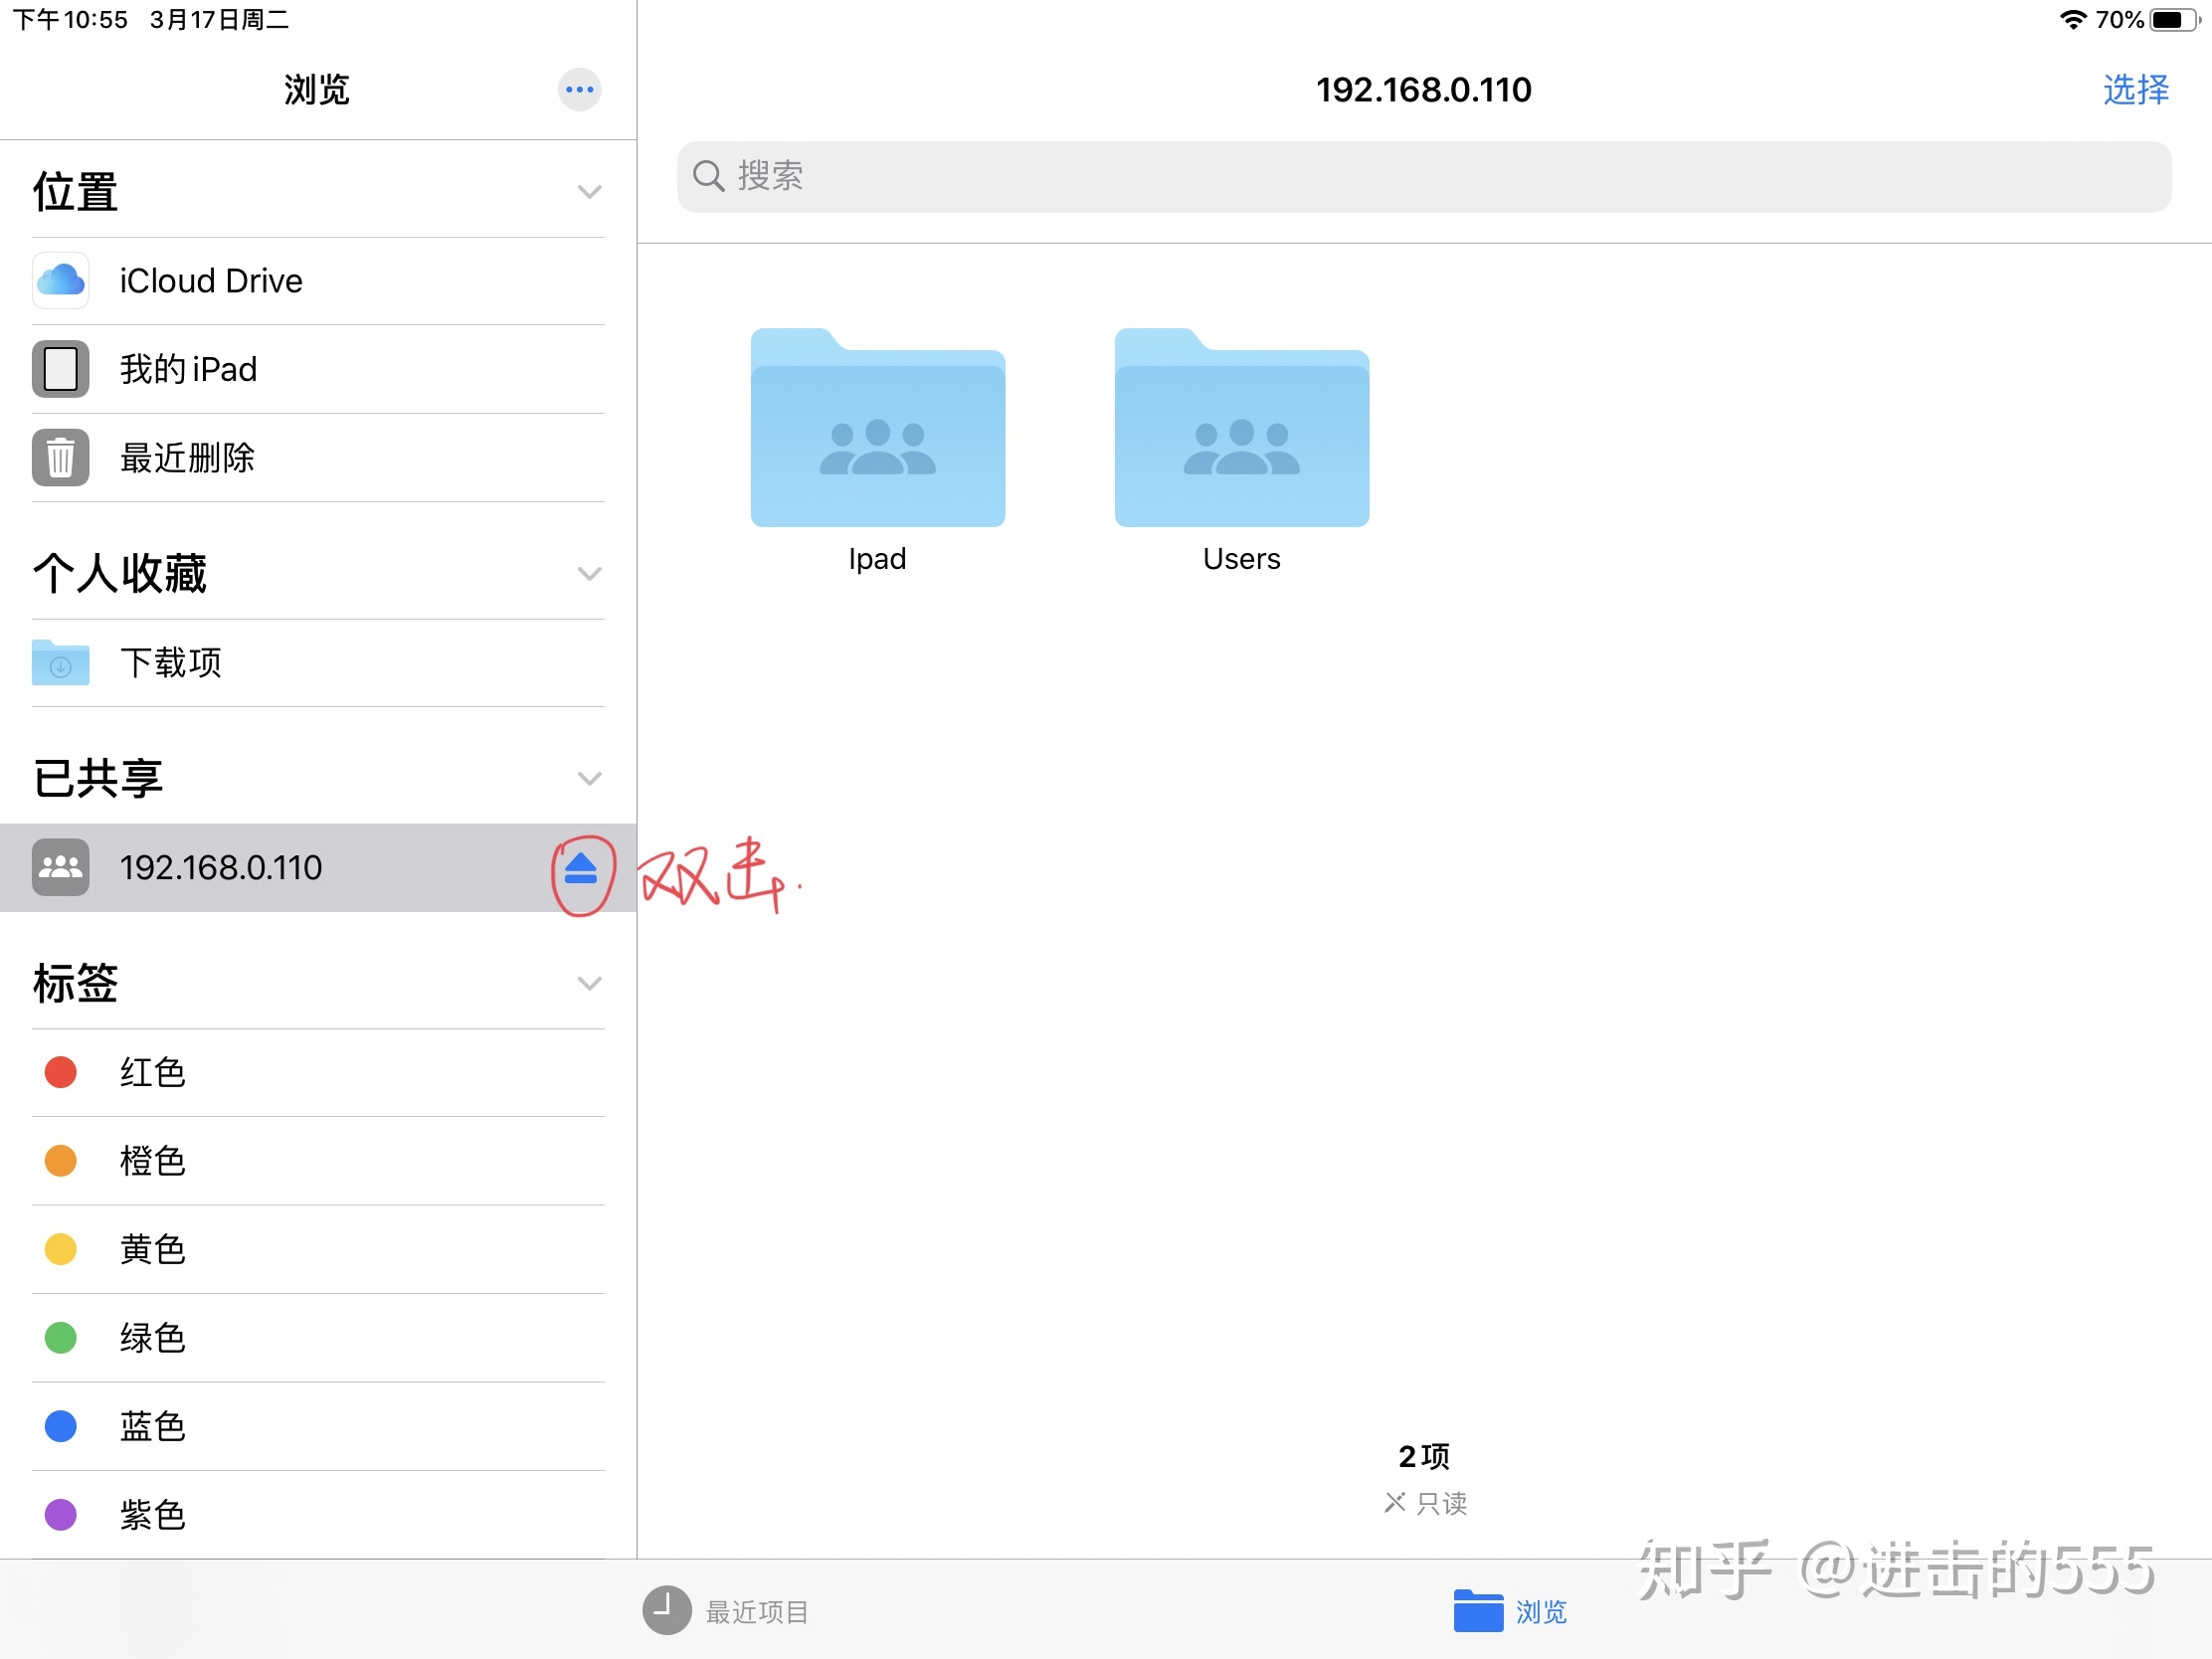 下午10:55 3月17日周二
70%
浏览
192.168.0.110
选择
搜索
位置
iCloud Drive
我的 iPad
最近删除
个人收藏
下载项
已共享
192.168.0.110
双击.
标签
红色
橙色
黄色
绿色
蓝色
紫色
Ipad
Users
2项
只读
最近项目
浏览
知乎 @进击的555